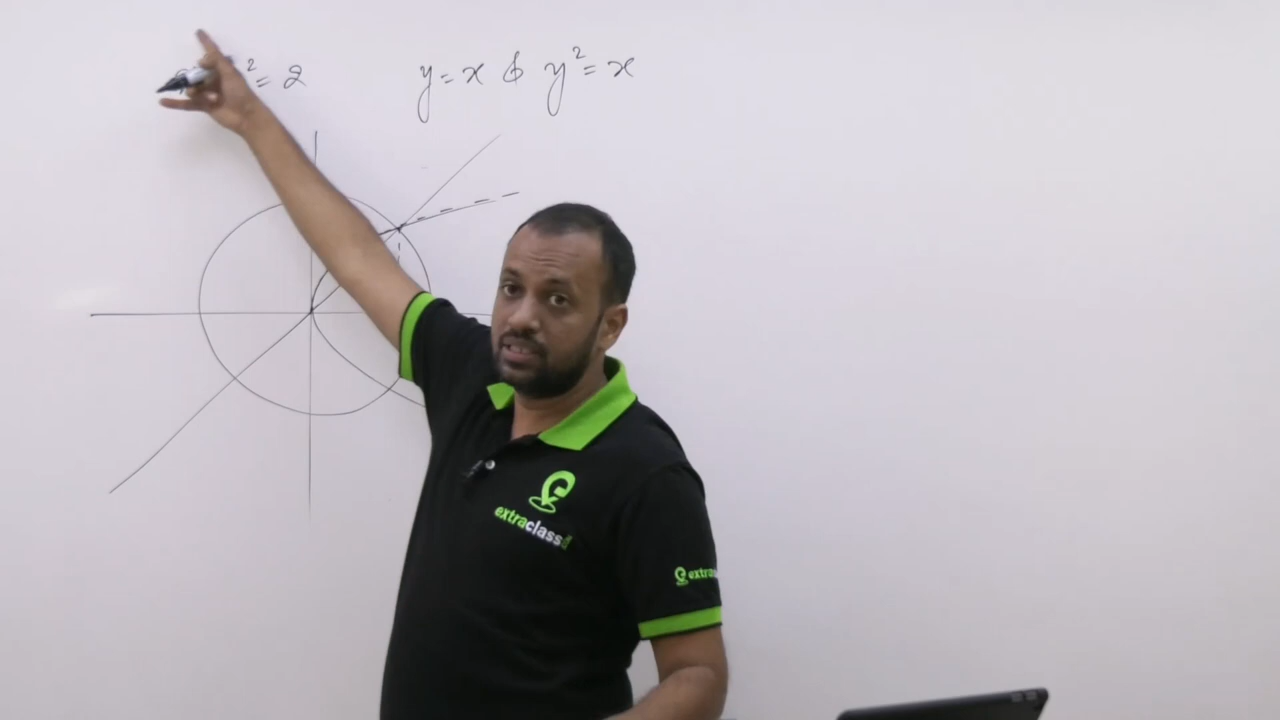 ² = 2
y = x & y² = x
extraclass
extra